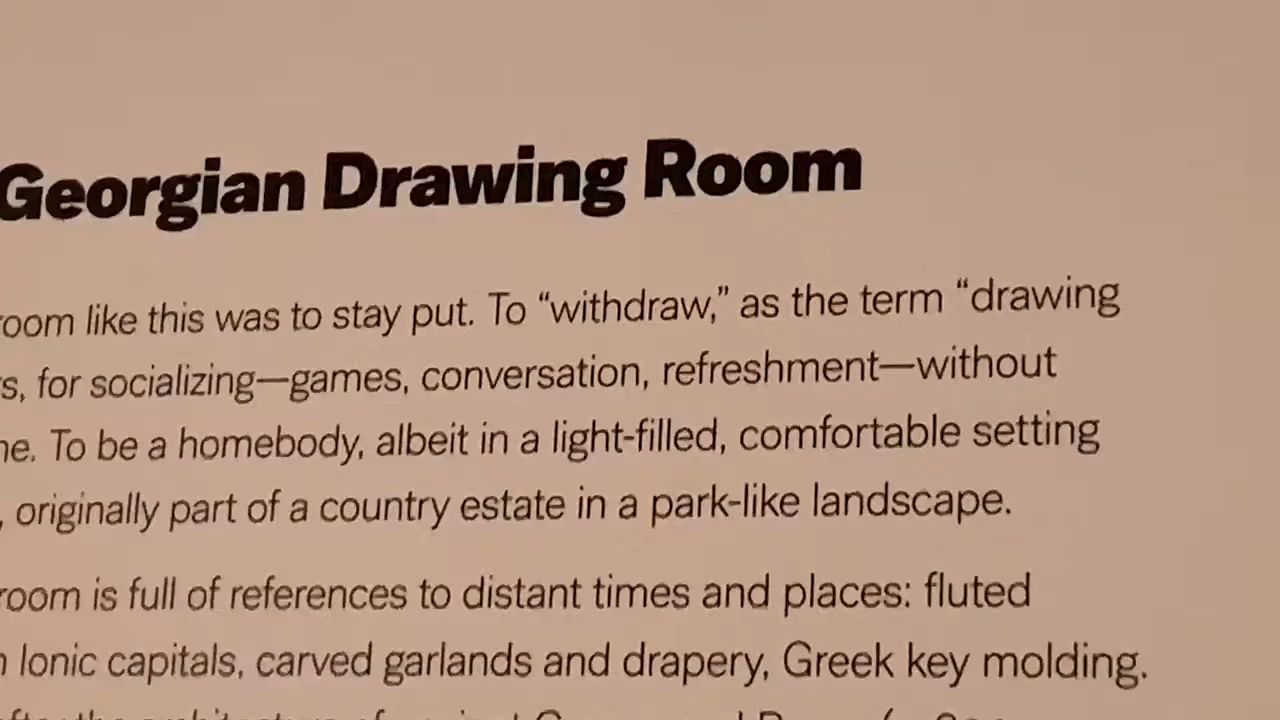 Georgian Drawing Room
room like this was to stay put. To “withdraw,” as the term “drawing
for socializing—games, conversation, refreshment—without
To be a homebody, albeit in a light-filled, comfortable setting
, originally part of a country estate in a park-like landscape.
room is full of references to distant times and places: fluted
Ionic capitals, carved garlands and drapery, Greek key molding.